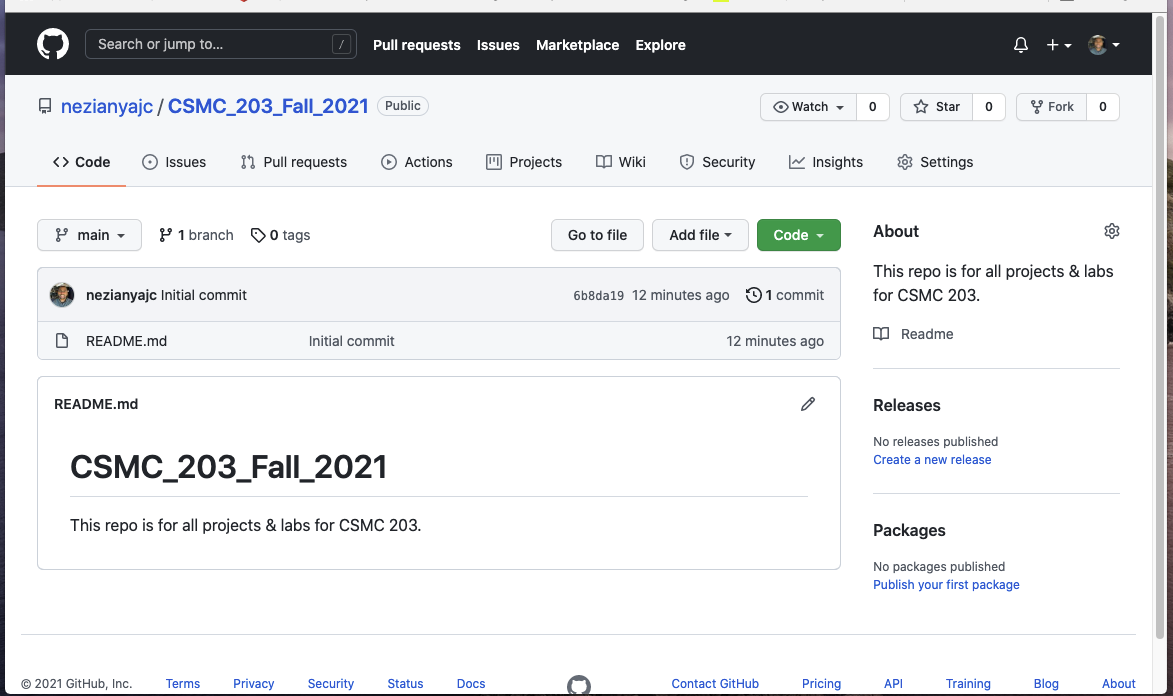 Search or jump to… /
Pull requests Issues Marketplace Explore
nezianyajc / CSMC_203_Fall_2021 Public
Watch 0 Star 0 Fork 0
Code Issues Pull requests Actions Projects Wiki Security Insights Settings
main 1 branch 0 tags Go to file Add file Code
nezianyajc Initial commit 6b8da19 12 minutes ago 1 commit
README.md Initial commit 12 minutes ago
README.md
CSMC_203_Fall_2021
This repo is for all projects & labs for CSMC 203.
About
This repo is for all projects & labs
for CSMC 203.
Readme
Releases
No releases published
Create a new release
Packages
No packages published
Publish your first package
© 2021 GitHub, Inc. Terms Privacy Security Status Docs Contact GitHub Pricing API Training Blog About